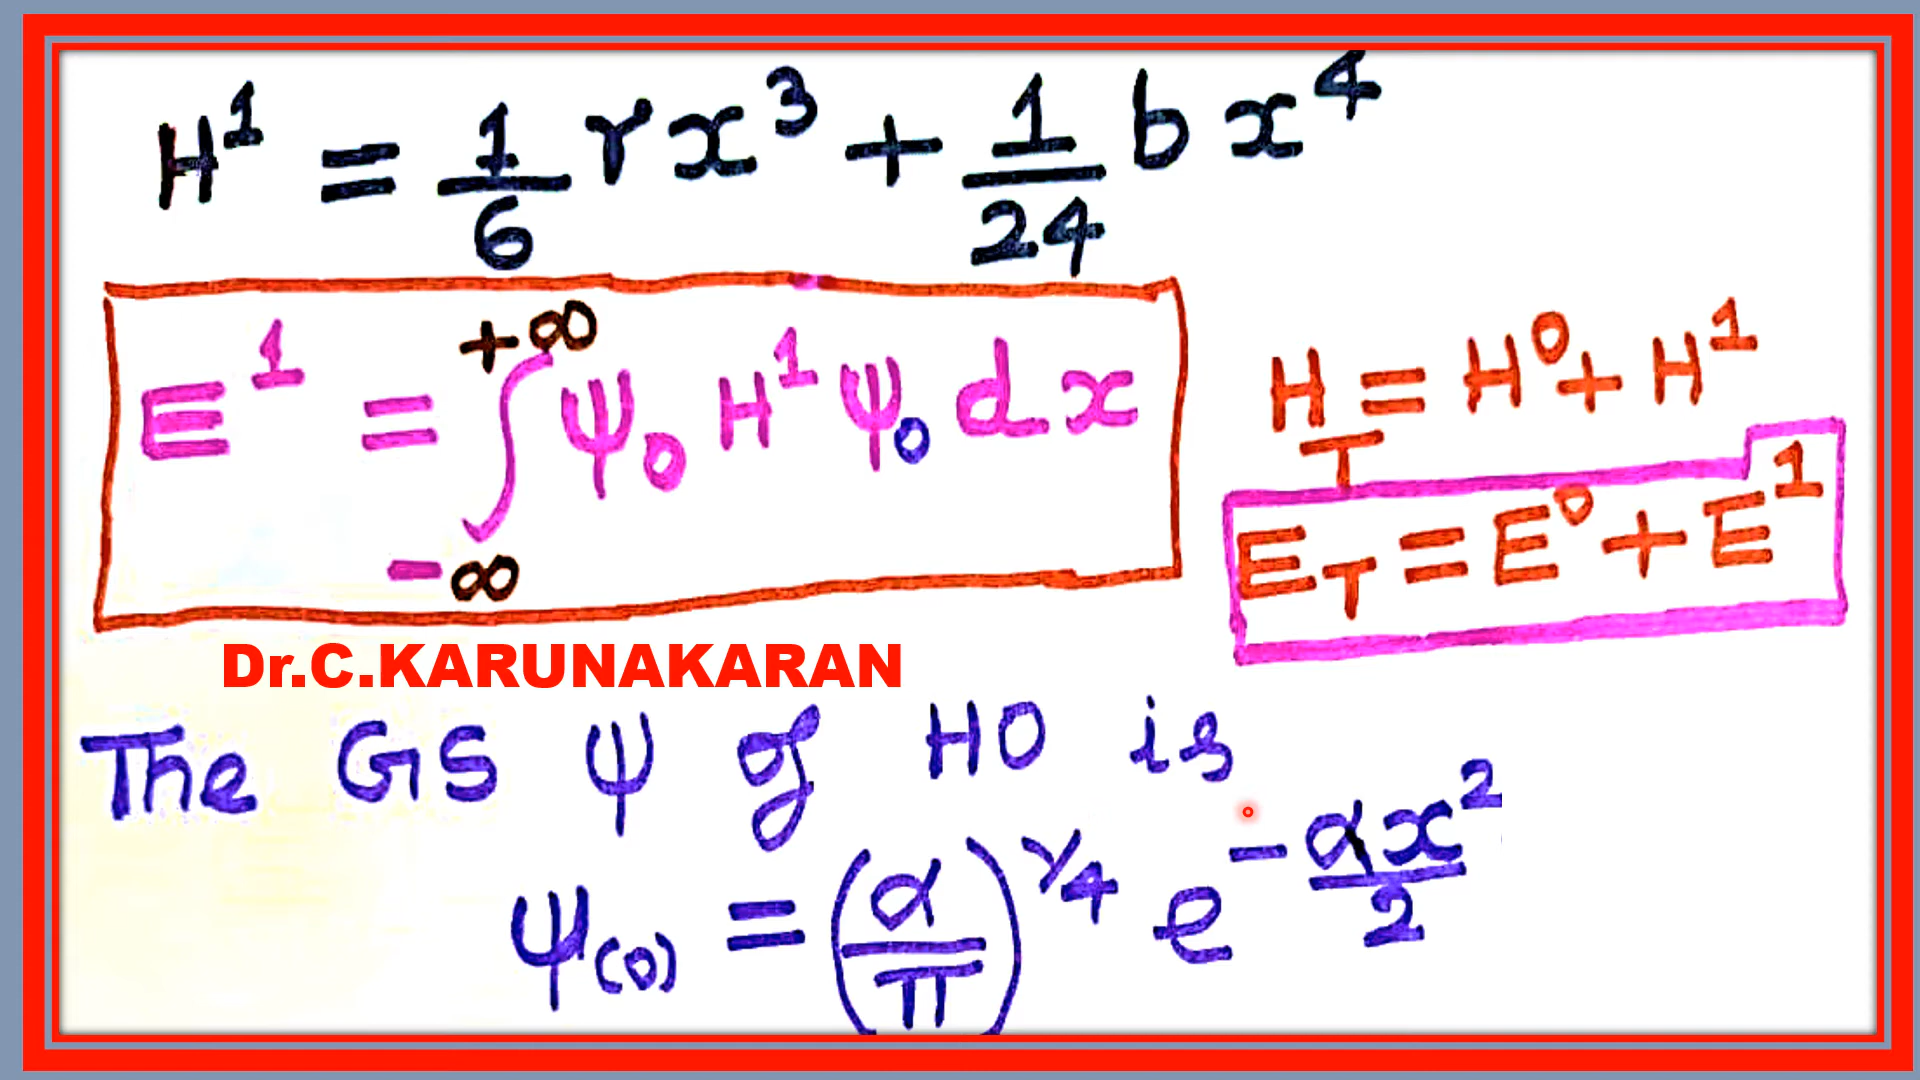 H¹ = 1/6 γx³ + 1/24 bx⁴
E¹ = ∫₋∞⁺∞ ψ₀ H¹ ψ₀ dx
H_T = H⁰ + H¹
E_T = E⁰ + E¹
Dr.C.KARUNAKARAN
The GS ψ of HO is
ψ₍₀₎ = (α/π)^1/4 e^−αx²/2